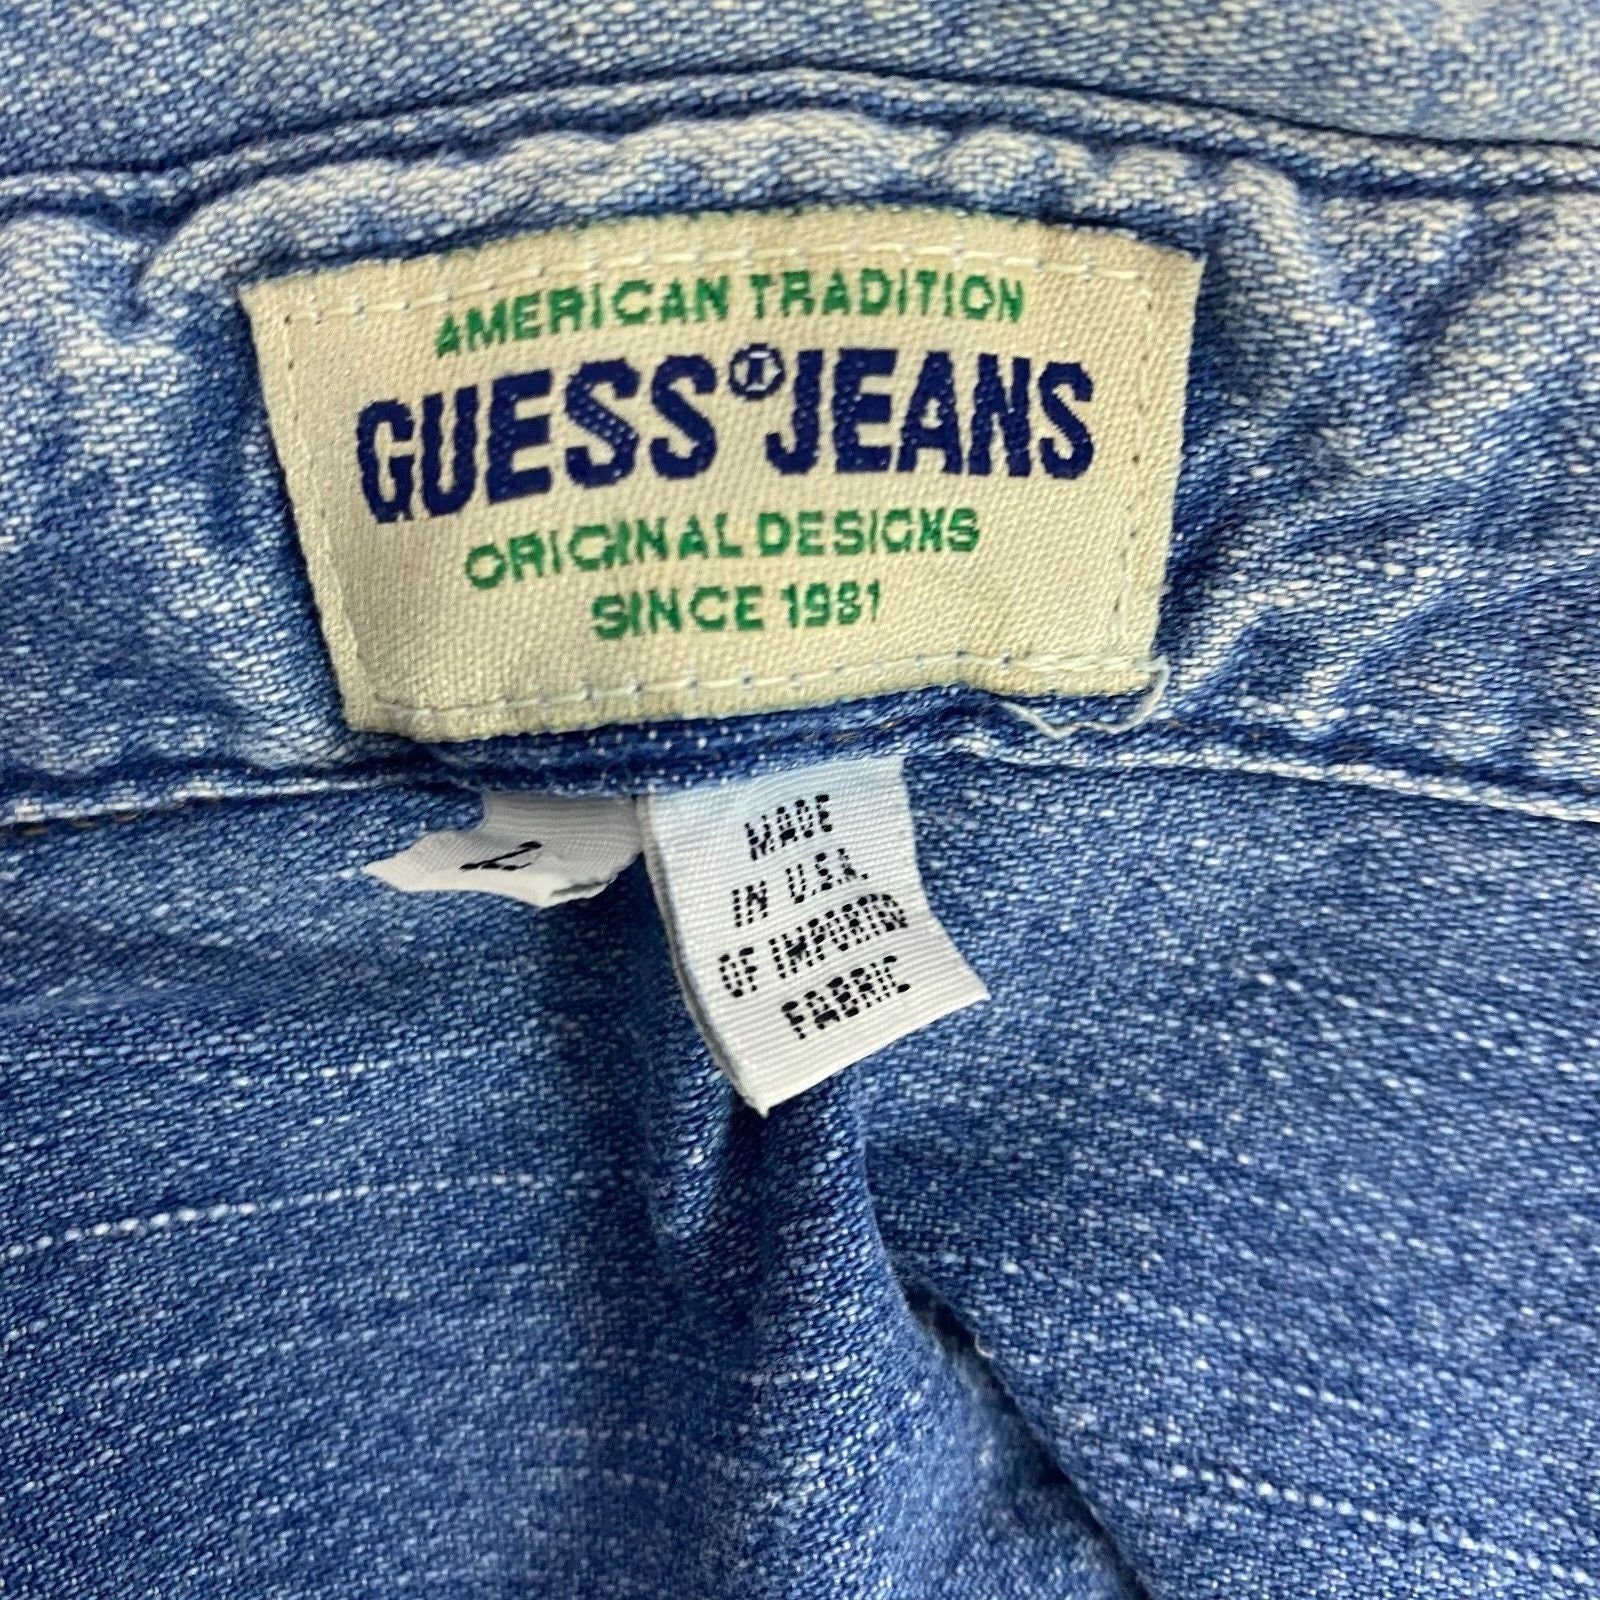 AMERICAN TRADITION
GUESS® JEANS
ORIGINAL DESIGNS
SINCE 1981
L
MADE
IN U.S.A.
OF IMPORTED
FABRIC